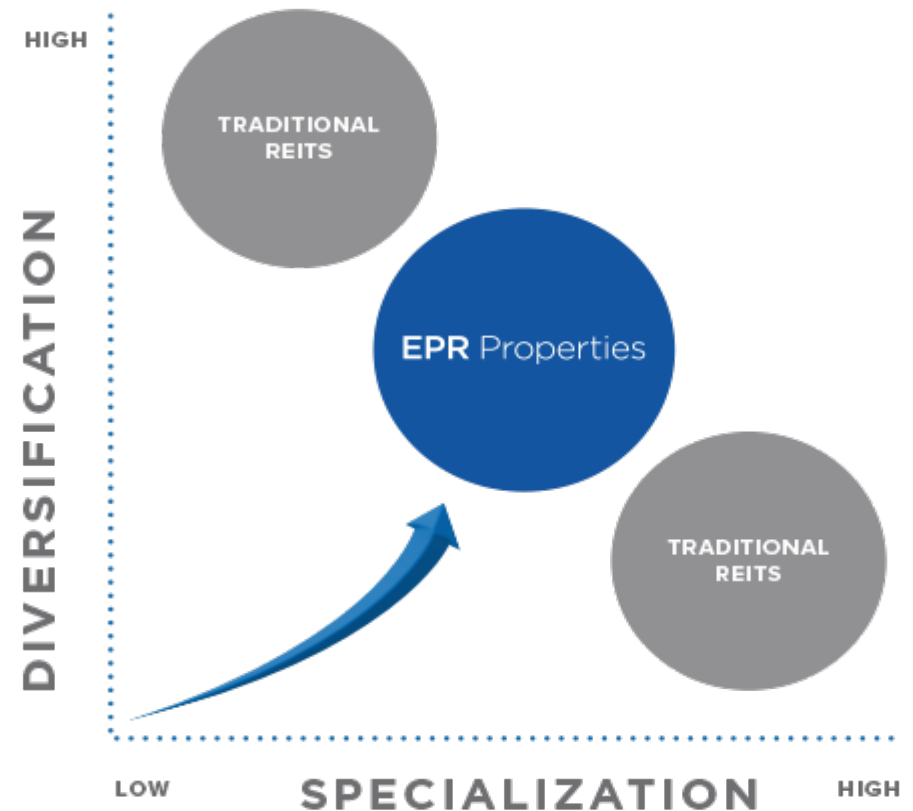 HIGH
TRADITIONAL
REITS
EPR Properties
DIVERSIFICATION
TRADITIONAL
REITS
LOW
SPECIALIZATION
HIGH